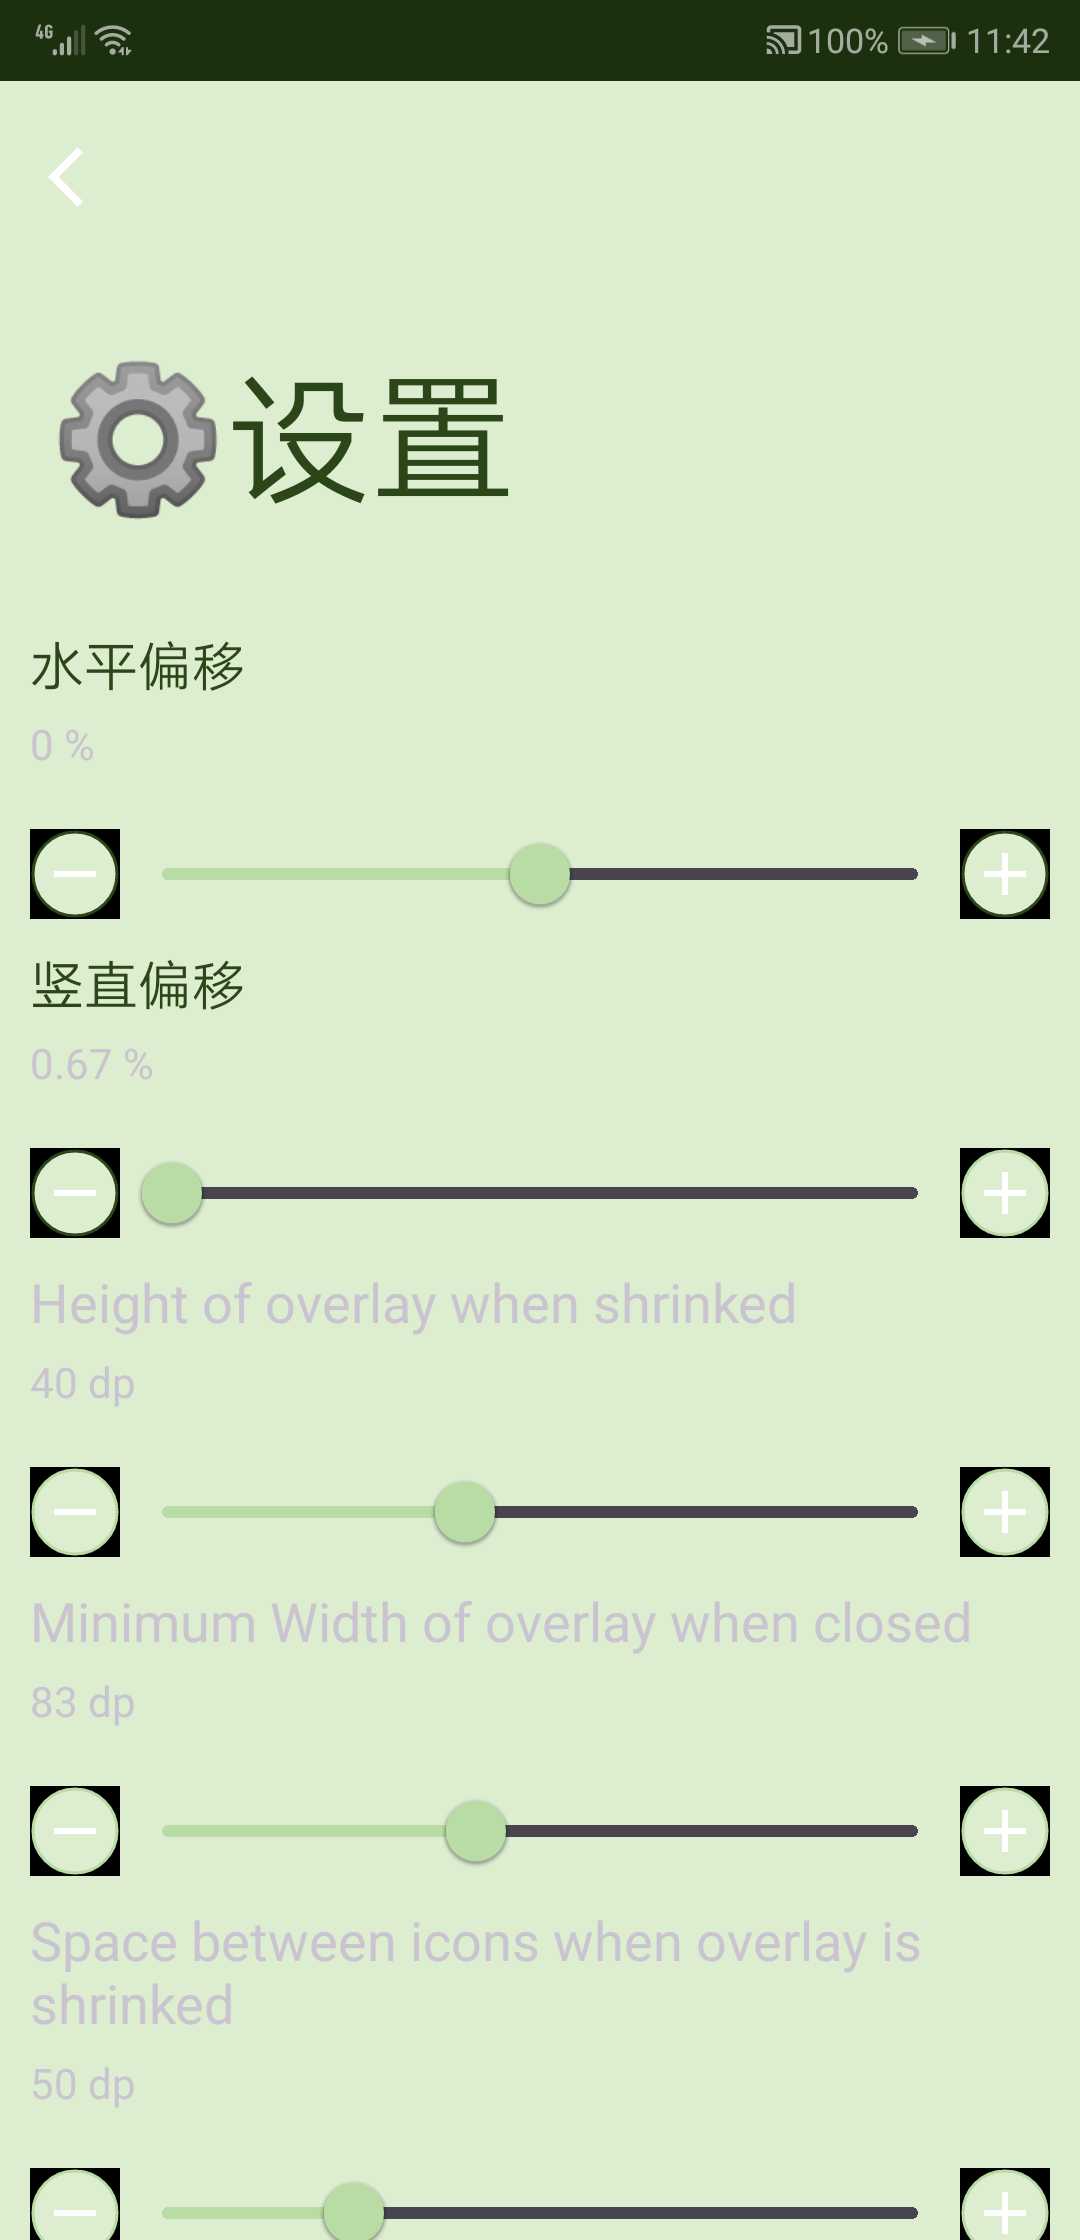 4G 100% 11:42
设置
水平偏移
0 %
竖直偏移
0.67 %
Height of overlay when shrinked
40 dp
Minimum Width of overlay when closed
83 dp
Space between icons when overlay is
shrinked
50 dp